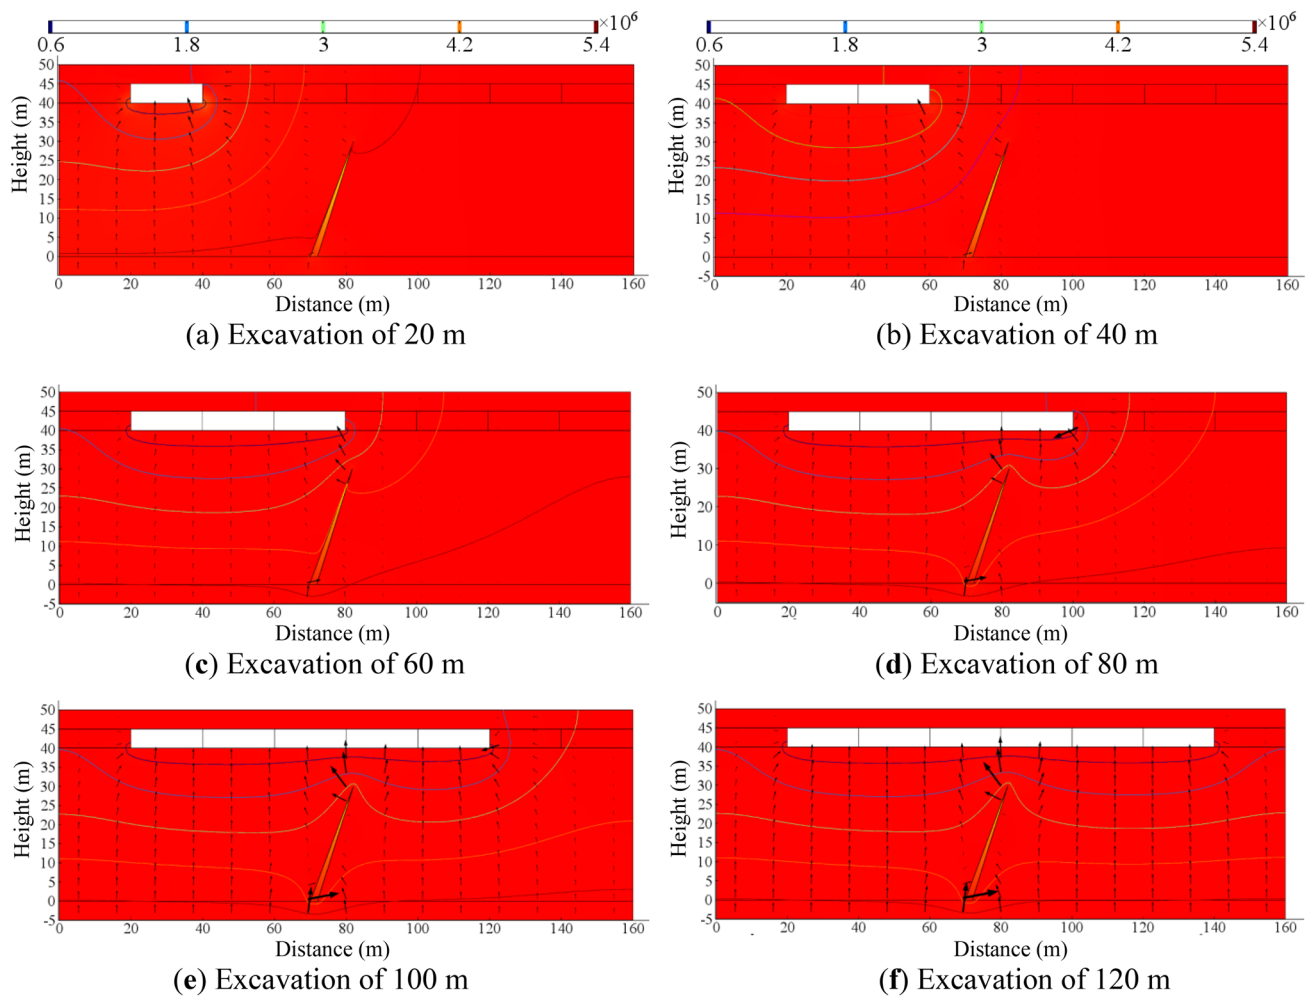 ×10⁶ ×10⁶
0.6 1.8 3 4.2 5.4 0.6 1.8 3 4.2 5.4
Height (m) 50 45 40 35 30 25 20 15 10 5 0
0 20 40 60 80 100 120 140 160
Distance (m)
(a) Excavation of 20 m
Height (m) 50 45 40 35 30 25 20 15 10 5 0 -5
0 20 40 60 80 100 120 140 160
Distance (m)
(b) Excavation of 40 m
Height (m) 50 45 40 35 30 25 20 15 10 5 0 -5
0 20 40 60 80 100 120 140 160
Distance (m)
(c) Excavation of 60 m
Height (m) 50 40 30 20 10 0
0 20 40 60 80 100 120 140 160
Distance (m)
(d) Excavation of 80 m
Height (m) 50 45 40 35 30 25 20 15 10 5 0 -5
0 20 40 60 80 100 120 140 160
Distance (m)
(e) Excavation of 100 m
Height (m) 50 45 40 35 30 25 20 15 10 5 0 -5
0 20 40 60 80 100 120 140 160
Distance (m)
(f) Excavation of 120 m